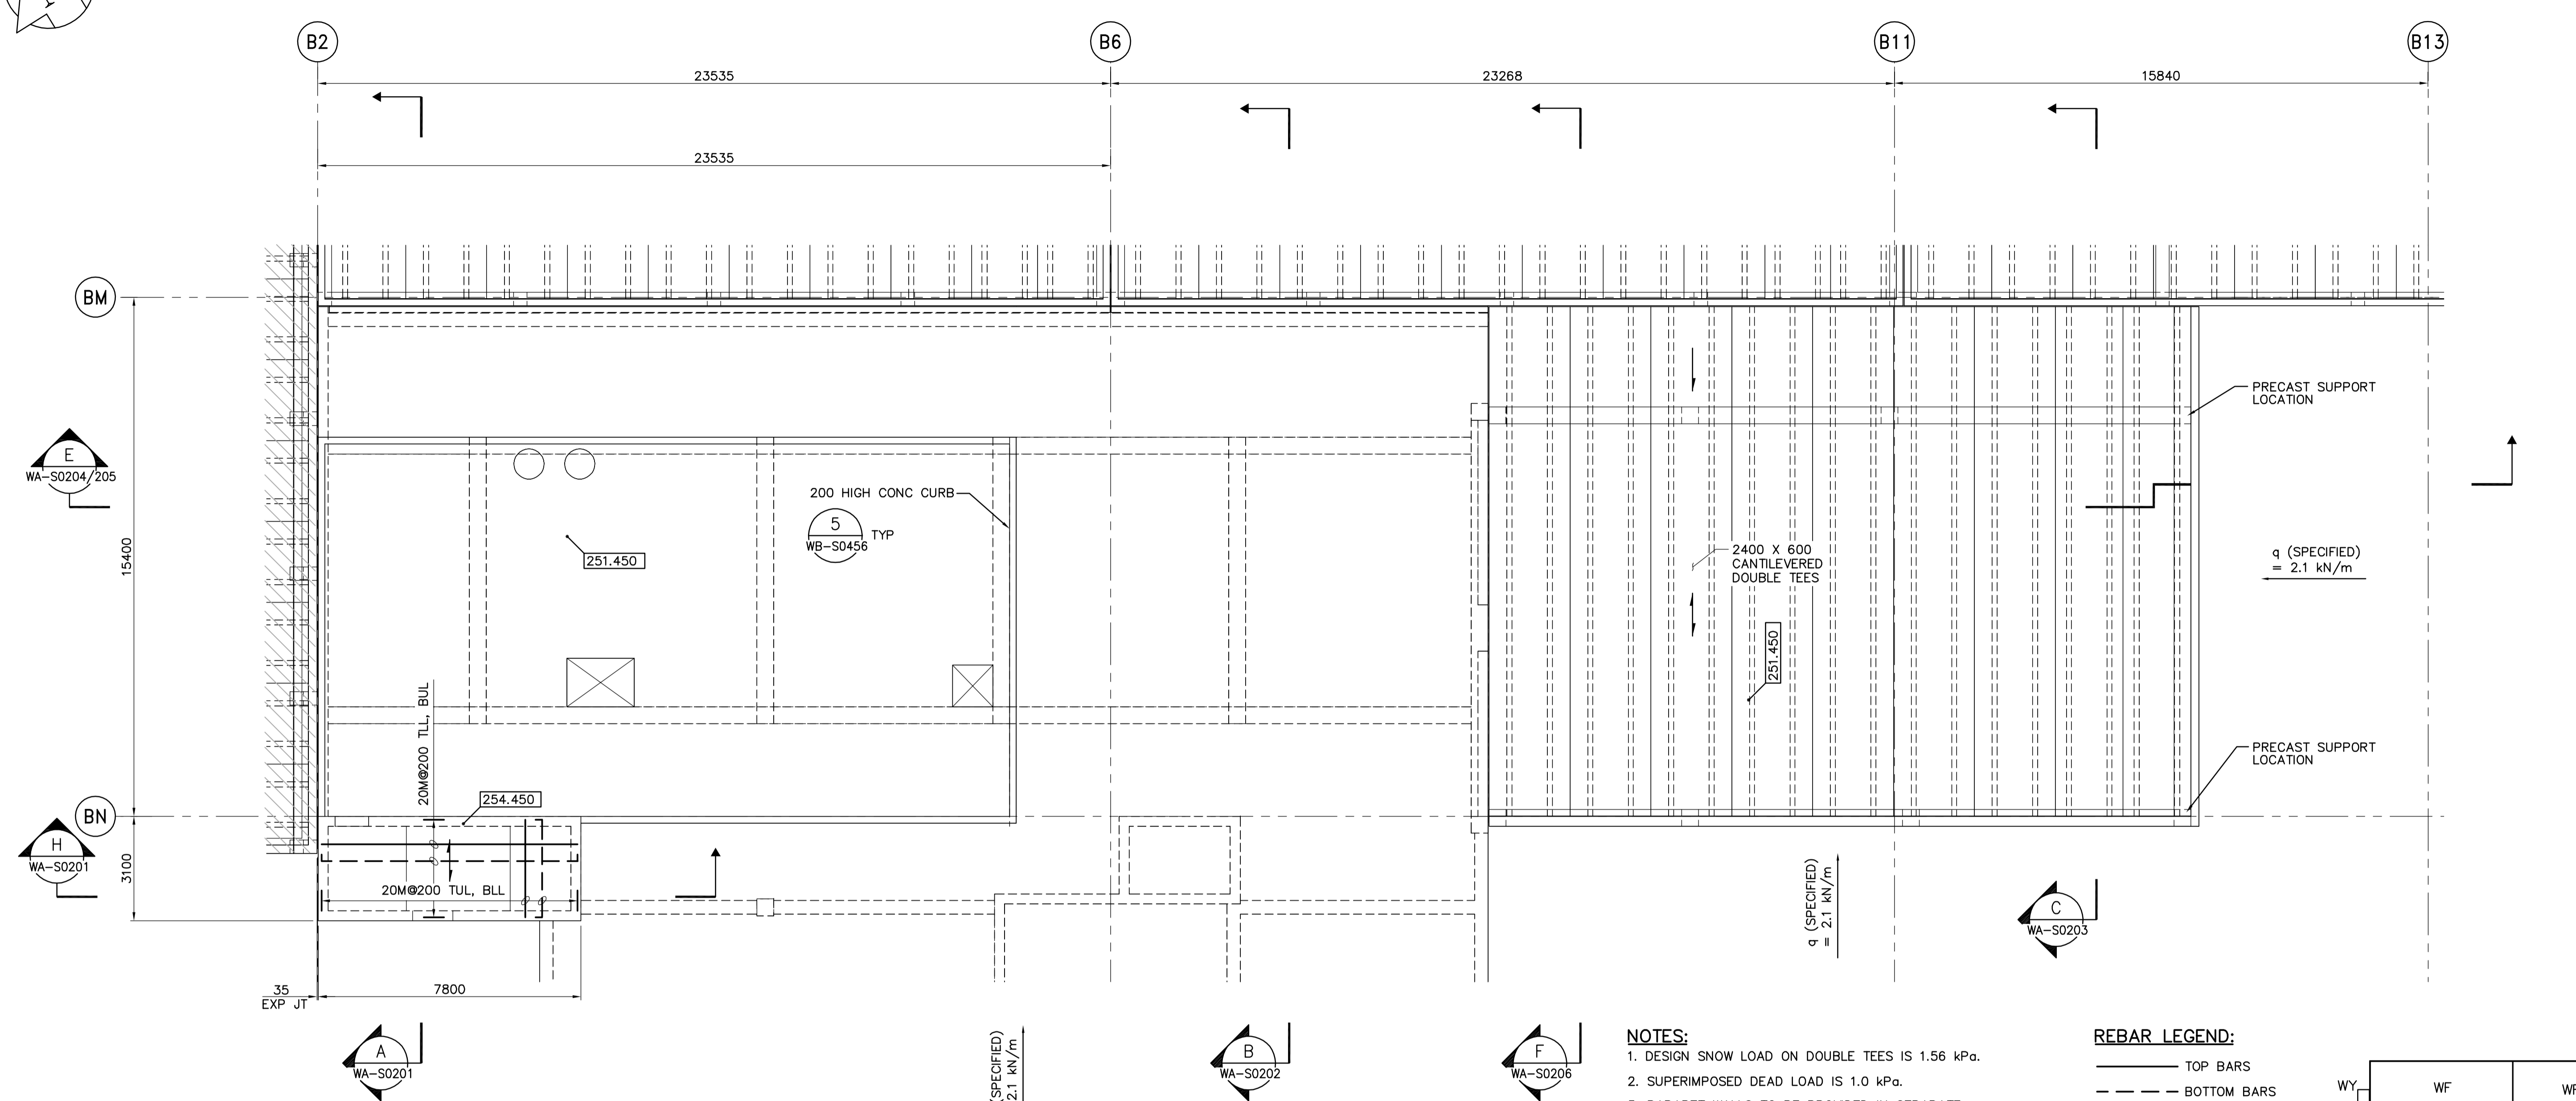 B2
B6
B11
B13
23535
23268
15840
23535
BM
PRECAST SUPPORT
LOCATION
E
WA-S0204/205
200 HIGH CONC CURB
5
WB-S0456
TYP
251.450
15400
2400 X 600
CANTILEVERED
DOUBLE TEES
q (SPECIFIED)
= 2.1 kN/m
251.450
20M@200 TLL, BUL
PRECAST SUPPORT
LOCATION
254.450
BN
H
WA-S0201
3100
20M@200 TUL, BLL
q (SPECIFIED)
= 2.1 kN/m
C
WA-S0203
35
EXP JT
7800
A
WA-S0201
(SPECIFIED)
2.1 kN/m
B
WA-S0202
F
WA-S0206
NOTES:
1. DESIGN SNOW LOAD ON DOUBLE TEES IS 1.56 kPa.
2. SUPERIMPOSED DEAD LOAD IS 1.0 kPa.
REBAR LEGEND:
TOP BARS
BOTTOM BARS
WY
WF